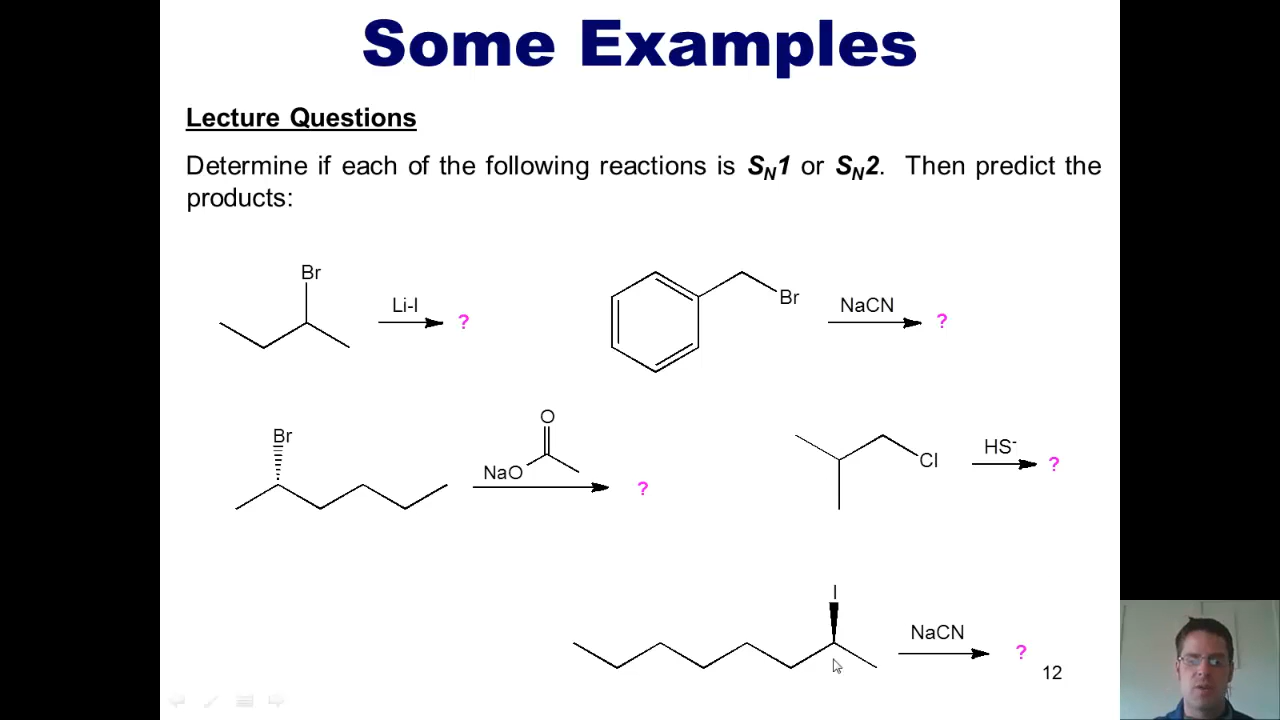 Some Examples
Lecture Questions
Determine if each of the following reactions is SN1 or SN2. Then predict the
products:
Br
Li-I
?
Br
NaCN
?
Br
O
NaO
?
Cl
HS-
?
I
NaCN
?
12